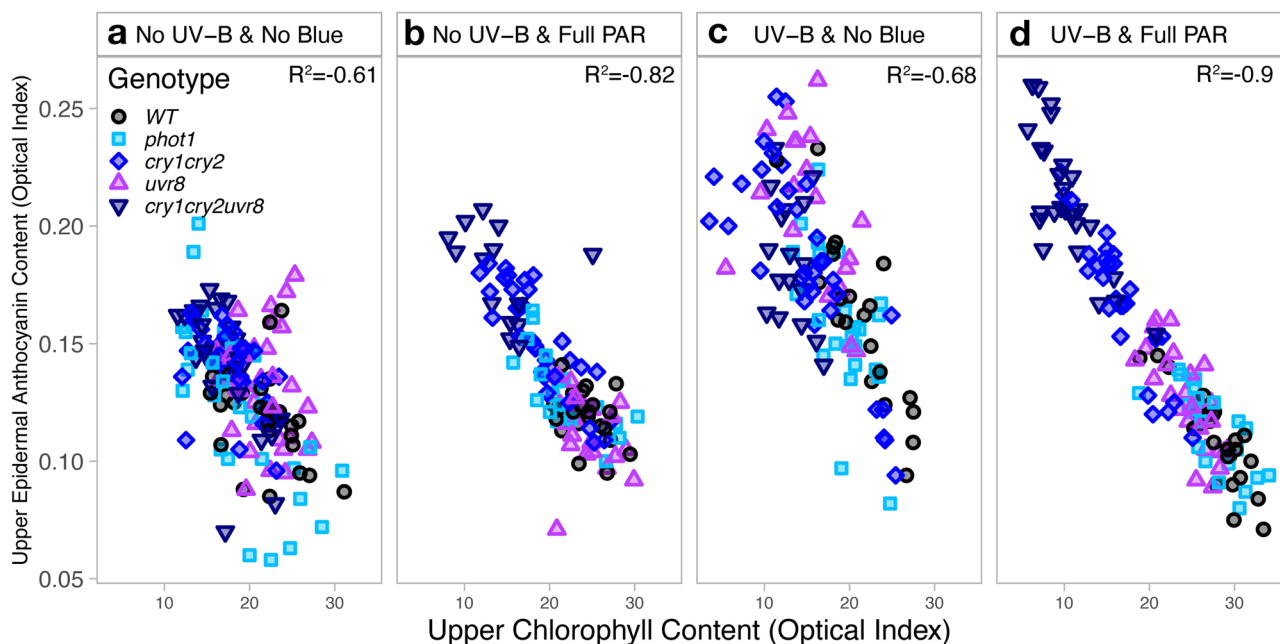 a No UV−B & No Blue
b No UV−B & Full PAR
c UV−B & No Blue
d UV−B & Full PAR
Genotype
WT
phot1
cry1cry2
uvr8
cry1cry2uvr8
R²=-0.61
R²=-0.82
R²=-0.68
R²=-0.9
Upper Epidermal Anthocyanin Content (Optical Index)
0.25
0.20
0.15
0.10
0.05
10 20 30
10 20 30
10 20 30
10 20 30
Upper Chlorophyll Content (Optical Index)